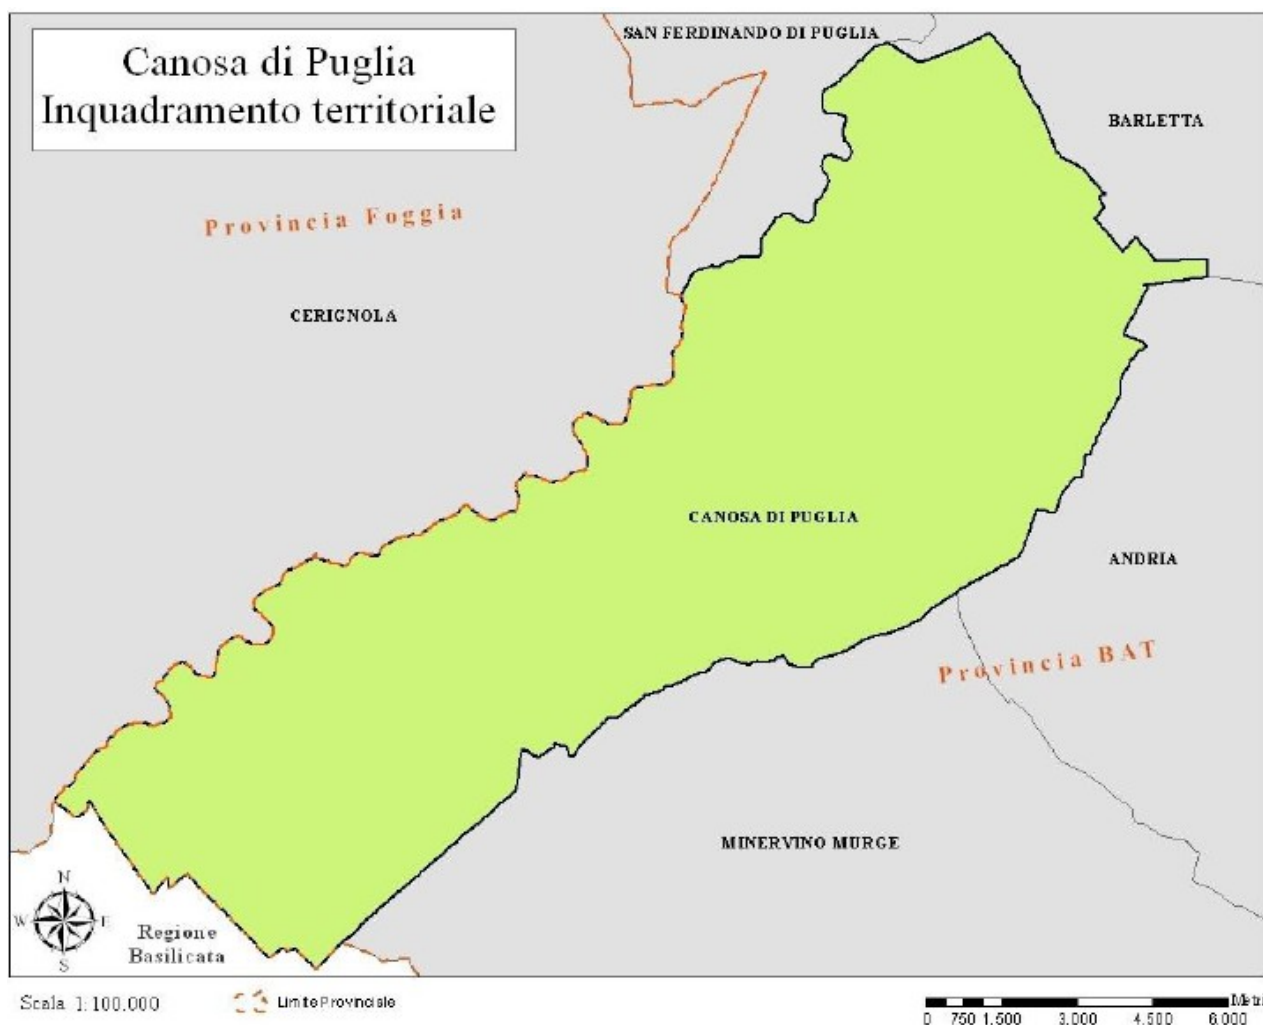 Canosa di Puglia
Inquadramento territoriale
SAN FERDINANDO DI PUGLIA
BARLETTA
Provincia Foggia
CERIGNOLA
CANOSA DI PUGLIA
ANDRIA
Provincia BAT
MINERVINO MURGE
N
W E
S
Regione
Basilicata
Scala 1:100.000
Limite Provinciale
Metri
0 750 1.500 3.000 4.500 6.000